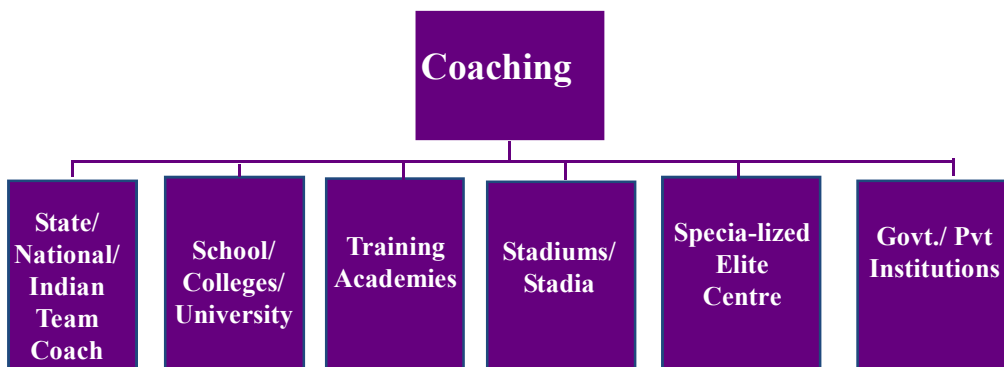 Coaching
State/
National/
Indian
Team
Coach
School/
Colleges/
University
Training
Academies
Stadiums/
Stadia
Specia-lized
Elite
Centre
Govt./ Pvt
Institutions